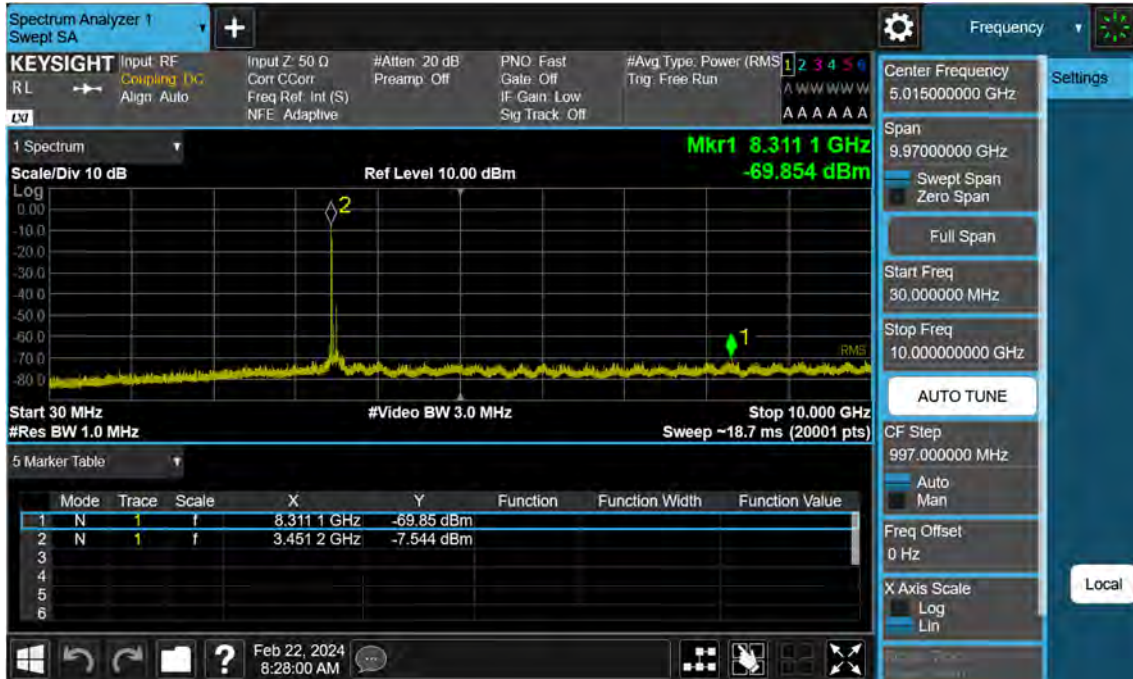 Spectrum Analyzer 1
Swept SA
+
Frequency
KEYSIGHT
RL
LXI
Input: RF
Coupling: DC
Align: Auto
Input Z: 50 Ω
Corr CCorr
Freq Ref: Int (S)
NFE: Adaptive
#Atten: 20 dB
Preamp: Off
PNO: Fast
Gate: Off
IF Gain: Low
Sig Track: Off
#Avg Type: Power (RMS
Trig: Free Run
1 2 3 4 5 6
A W W W W W
A A A A A A
1 Spectrum
Scale/Div 10 dB
Ref Level 10.00 dBm
Mkr1 8.311 1 GHz
-69.854 dBm
Log
0.00
-10.0
-20.0
-30.0
-40.0
-50.0
-60.0
-70.0
-80.0
2
1
RMS
Start 30 MHz
#Video BW 3.0 MHz
Stop 10.000 GHz
#Res BW 1.0 MHz
Sweep ~18.7 ms (20001 pts)
5 Marker Table
Mode Trace Scale X Y Function Function Width Function Value
1 N 1 f 8.311 1 GHz -69.85 dBm
2 N 1 f 3.451 2 GHz -7.544 dBm
3
4
5
6
?
Feb 22, 2024
8:28:00 AM
Center Frequency
5.015000000 GHz
Span
9.97000000 GHz
Swept Span
Zero Span
Full Span
Start Freq
30.000000 MHz
Stop Freq
10.000000000 GHz
AUTO TUNE
CF Step
997.000000 MHz
Auto
Man
Freq Offset
0 Hz
X Axis Scale
Log
Lin
Settings
Local